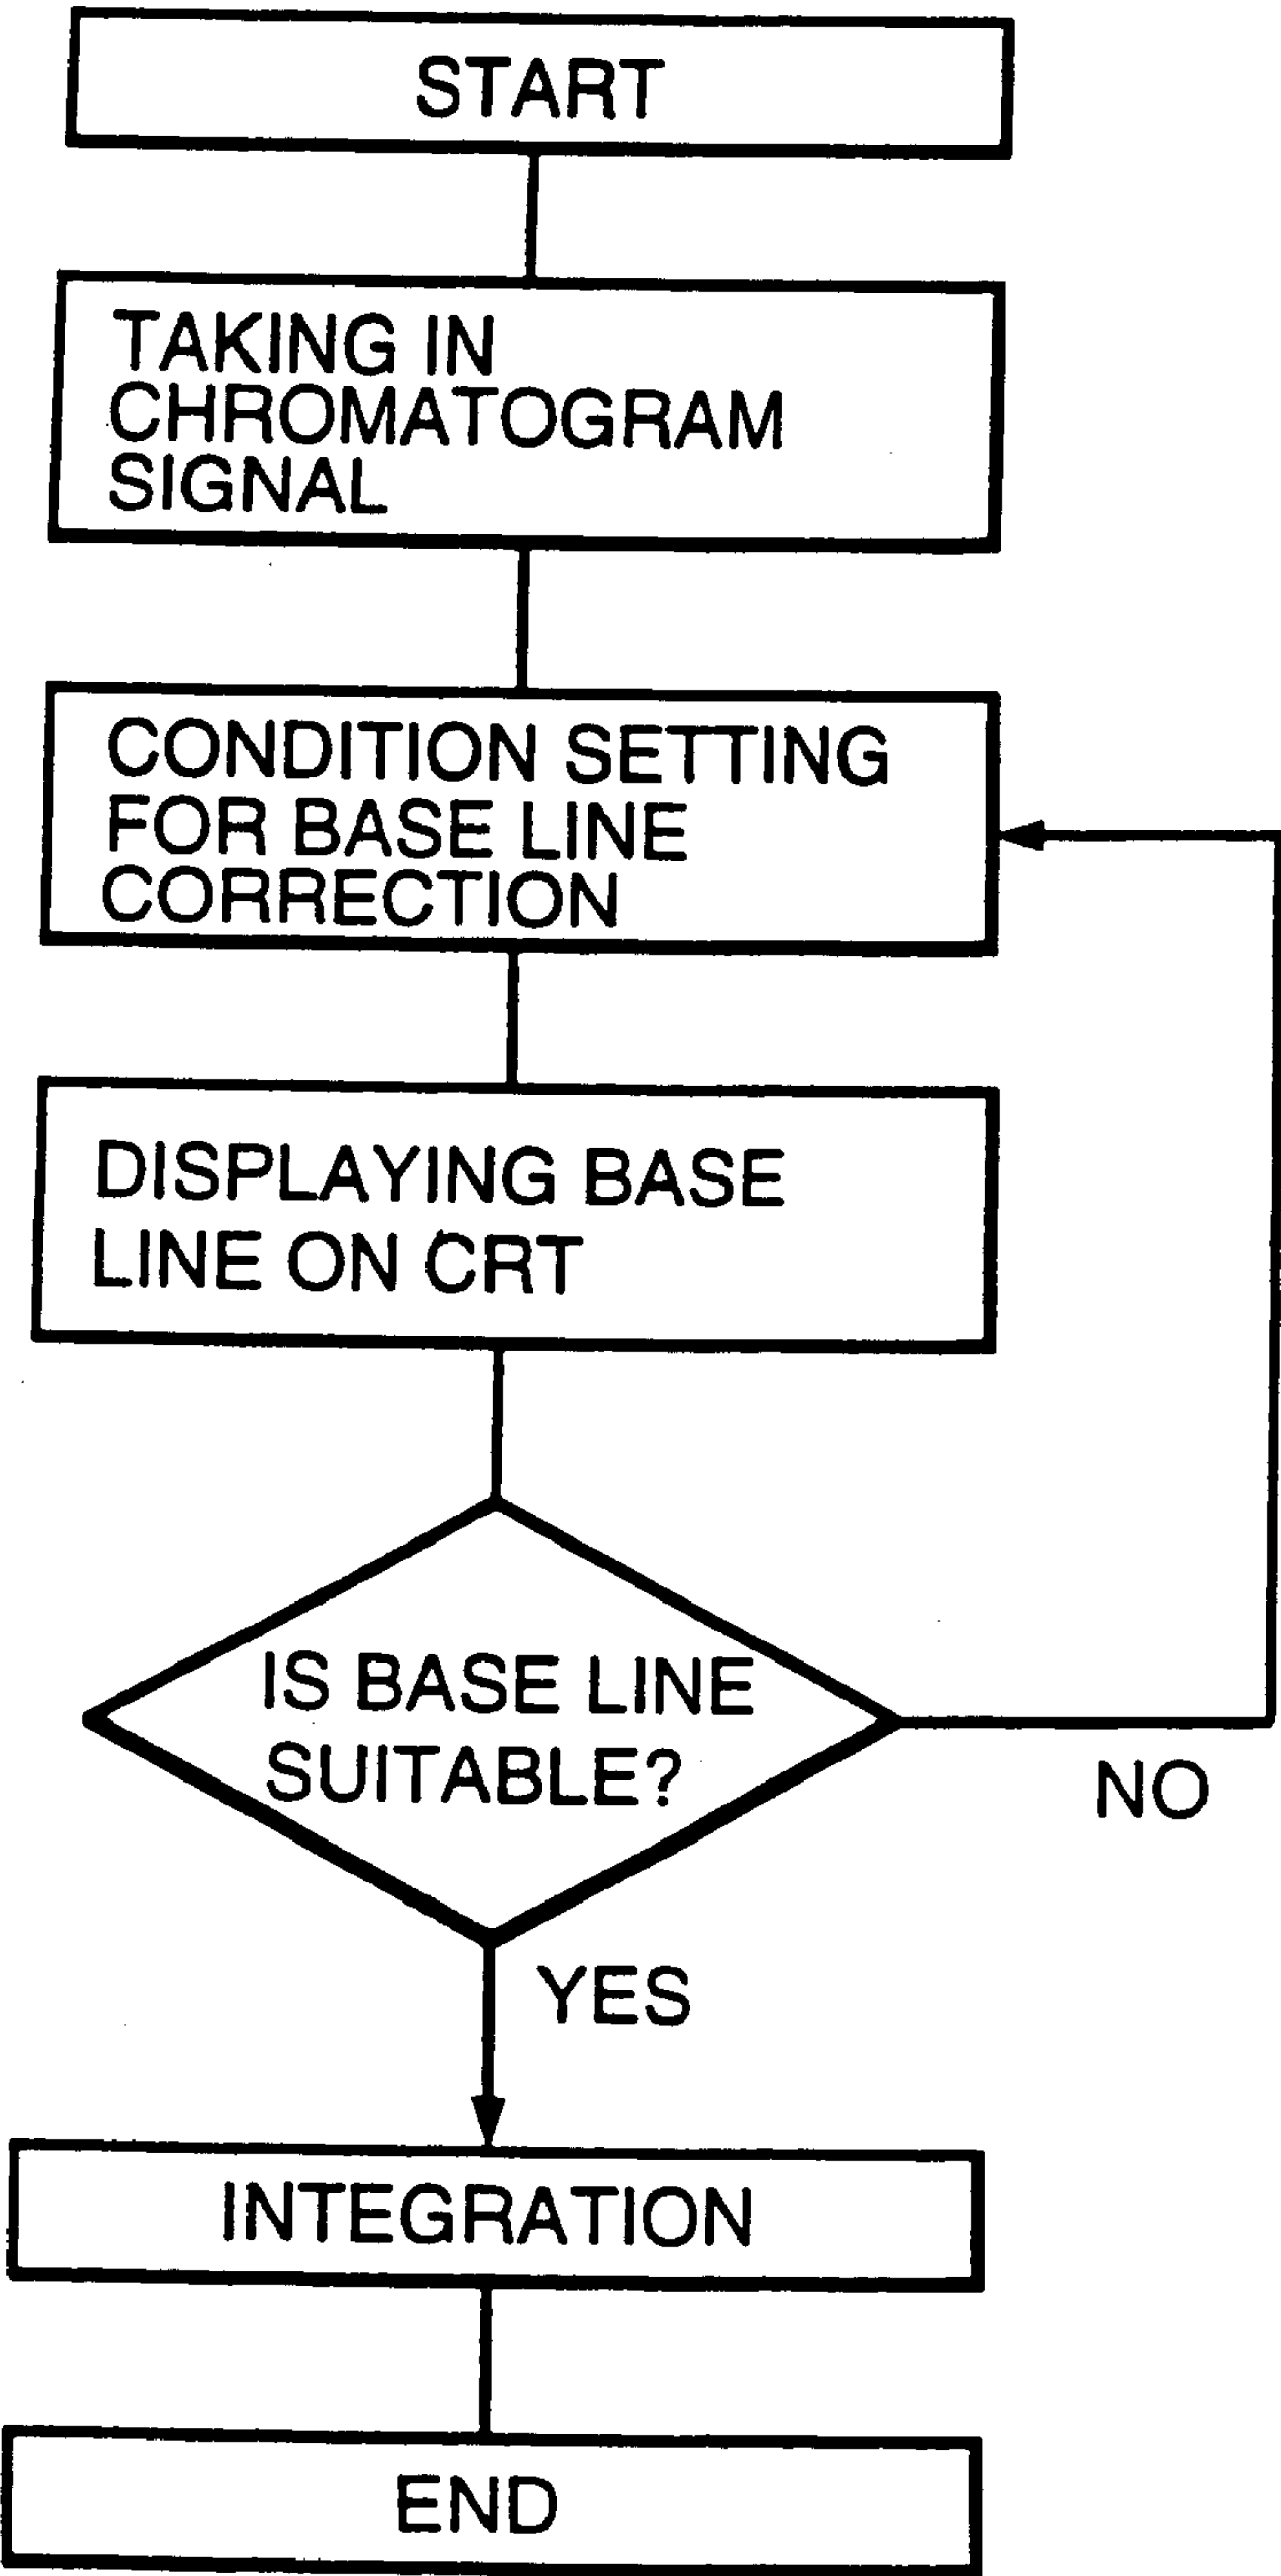 START
TAKING IN
CHROMATOGRAM
SIGNAL
CONDITION SETTING
FOR BASE LINE
CORRECTION
DISPLAYING BASE
LINE ON CRT
IS BASE LINE
SUITABLE?
NO
YES
INTEGRATION
END